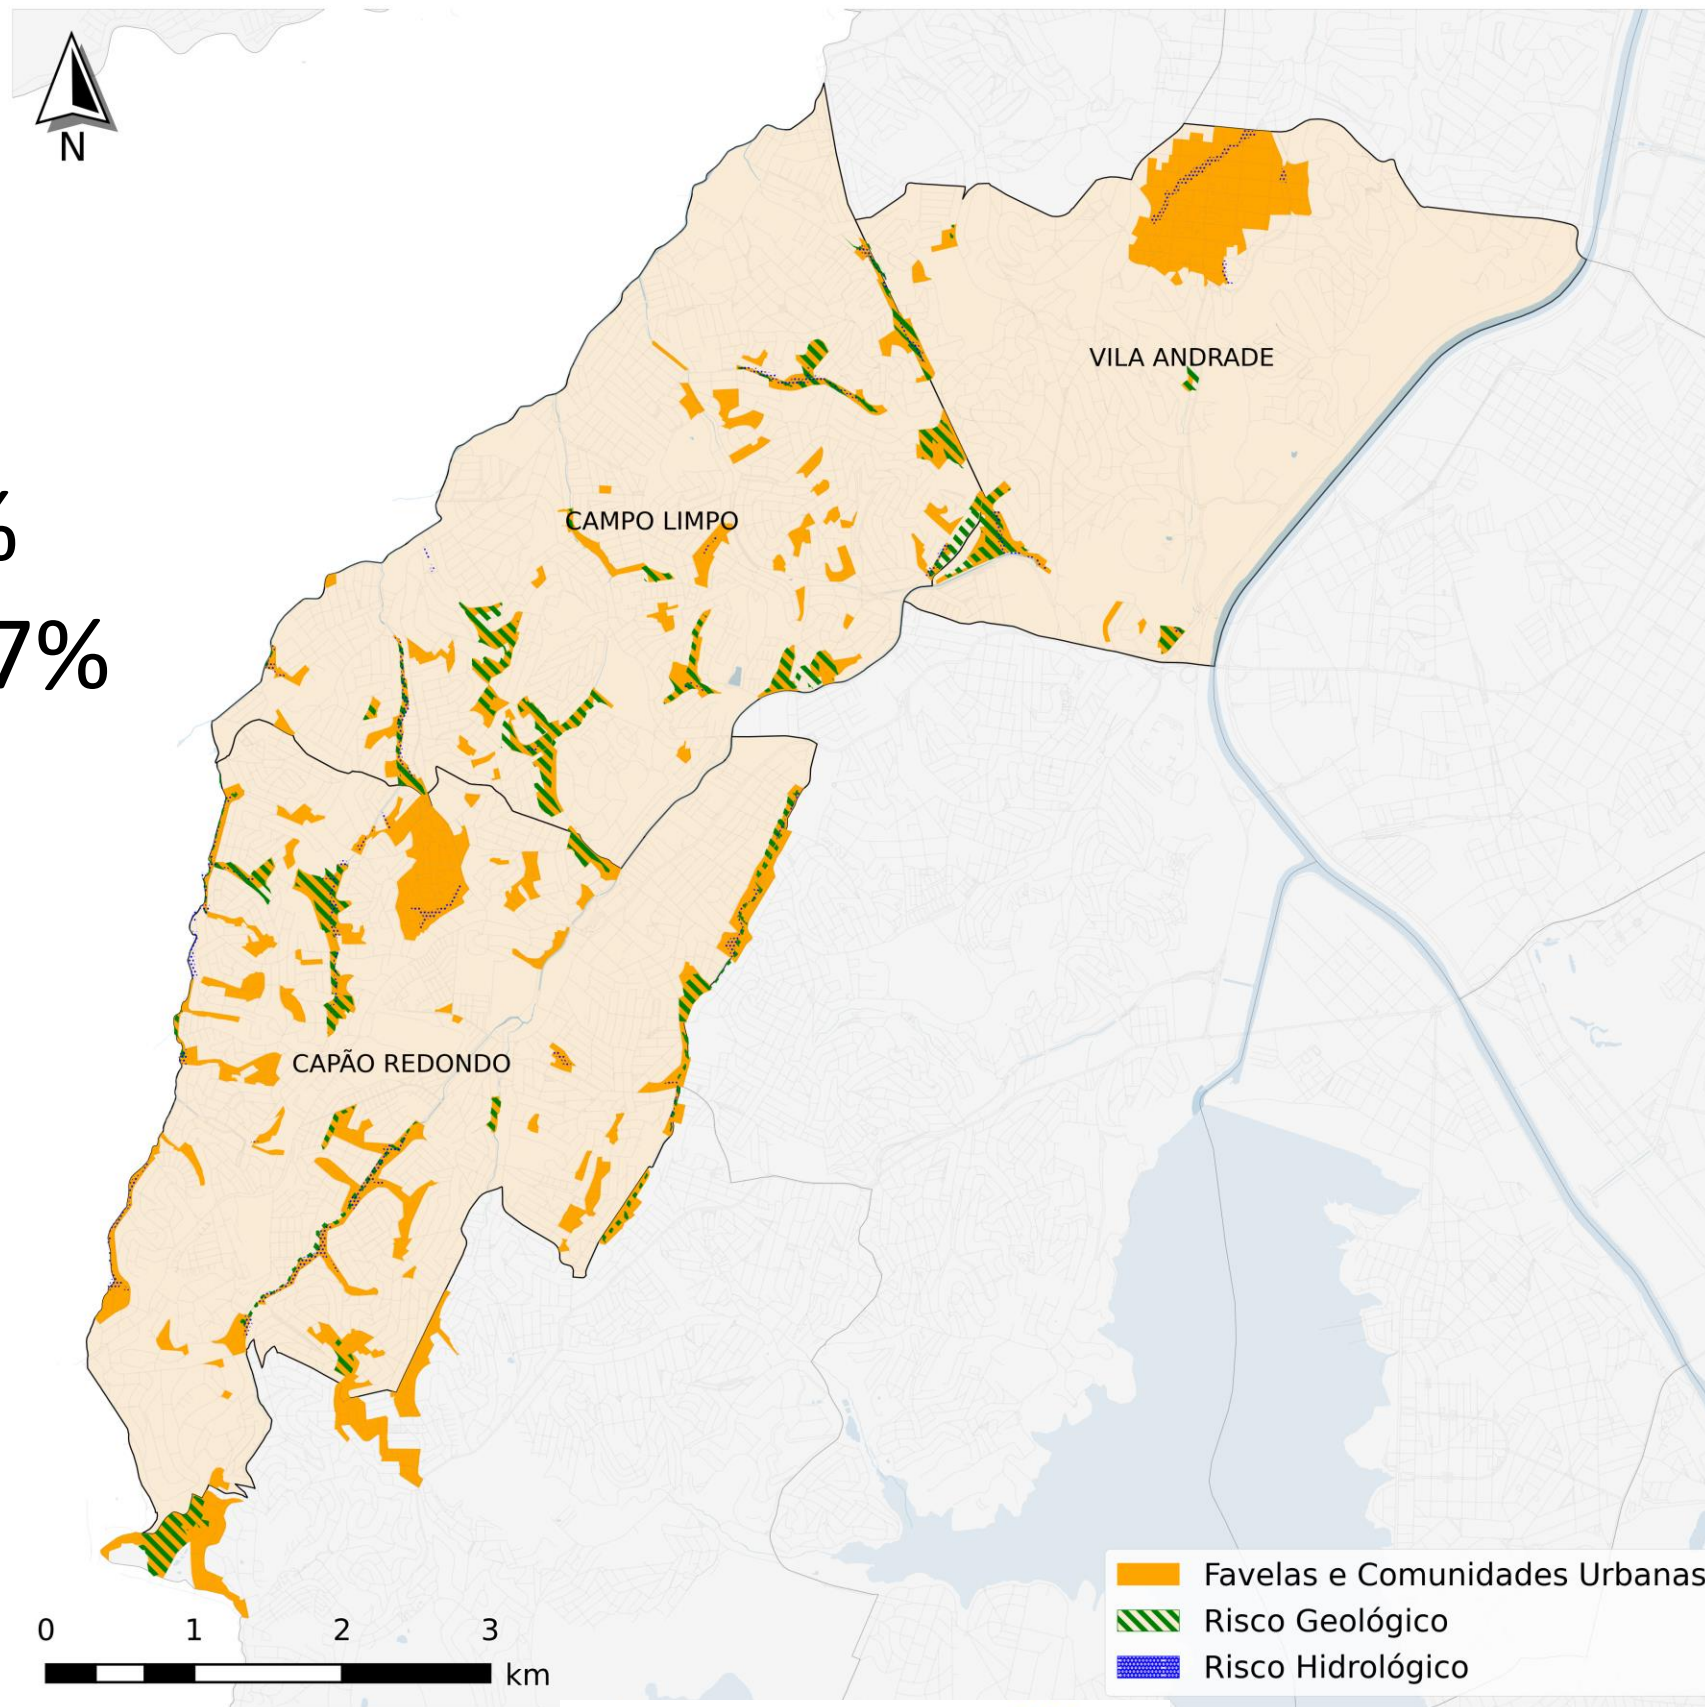 N
VILA ANDRADE
%
CAMPO LIMPO
7%
CAPÃO REDONDO
Favelas e Comunidades Urbanas
Risco Geológico
Risco Hidrológico
0 1 2 3
km